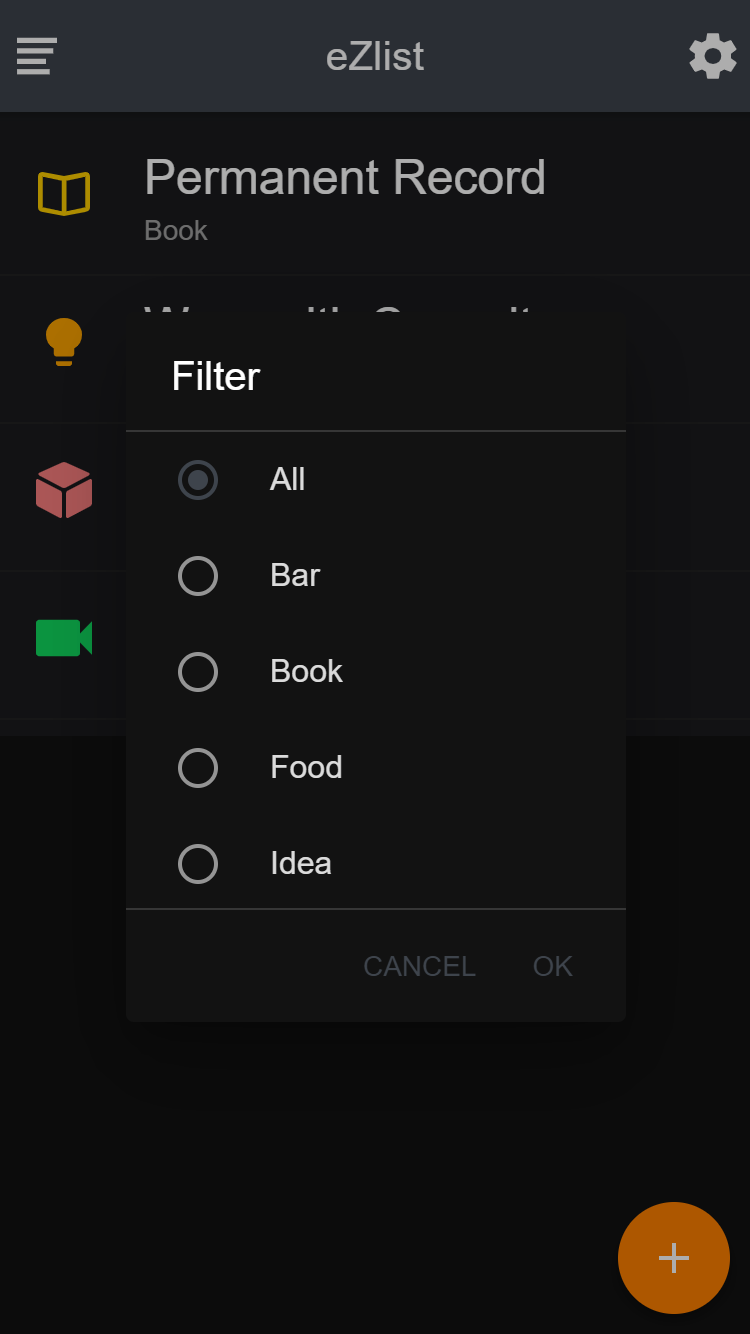 eZlist
Permanent Record
Book
Filter
All
Bar
Book
Food
Idea
CANCEL OK